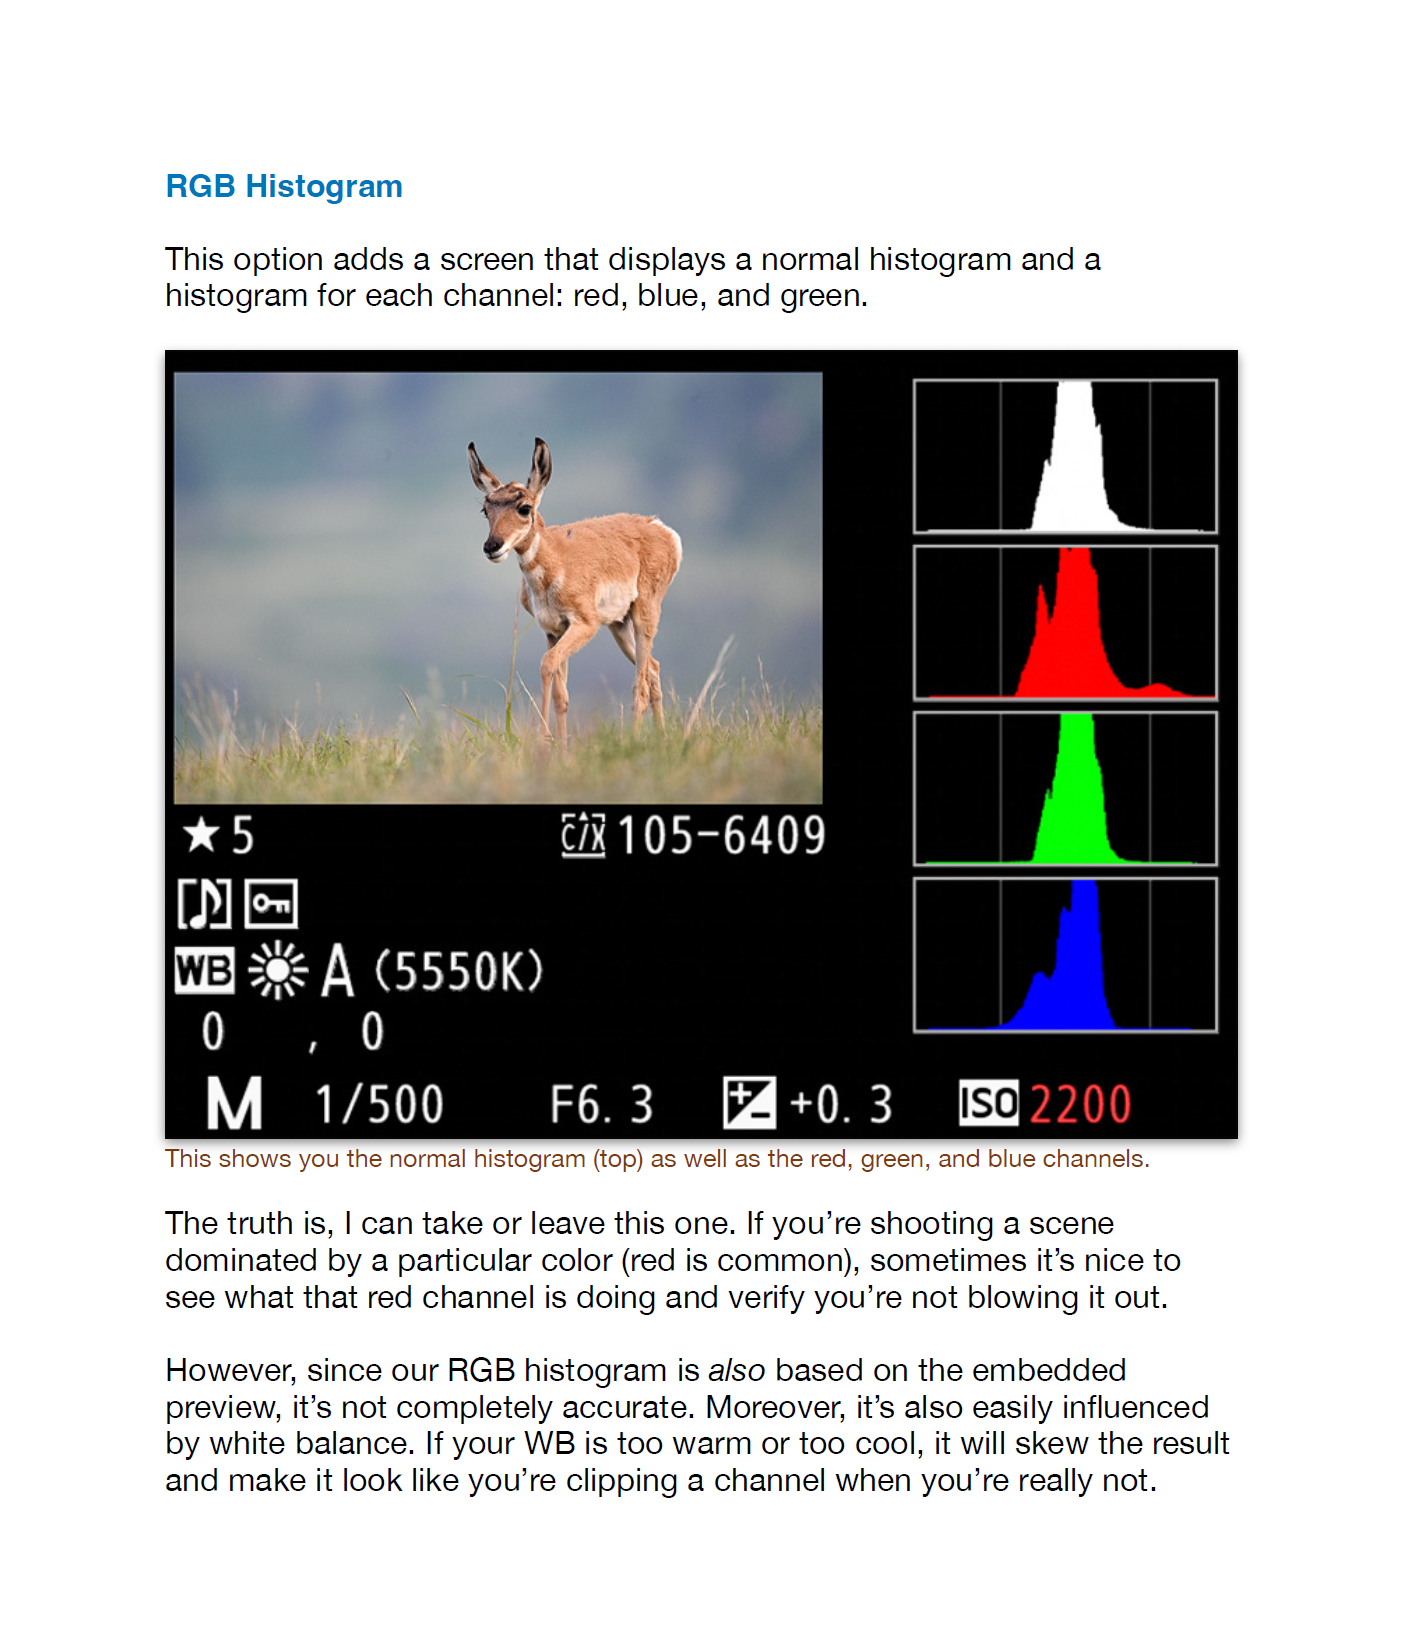 RGB Histogram
This option adds a screen that displays a normal histogram and a
histogram for each channel: red, blue, and green.
★5 C/X 105-6409
WB A (5550K)
0 , 0
M 1/500 F6. 3 +0. 3 ISO 2200
This shows you the normal histogram (top) as well as the red, green, and blue channels.
The truth is, I can take or leave this one. If you’re shooting a scene
dominated by a particular color (red is common), sometimes it’s nice to
see what that red channel is doing and verify you’re not blowing it out.
However, since our RGB histogram is also based on the embedded
preview, it’s not completely accurate. Moreover, it’s also easily influenced
by white balance. If your WB is too warm or too cool, it will skew the result
and make it look like you’re clipping a channel when you’re really not.